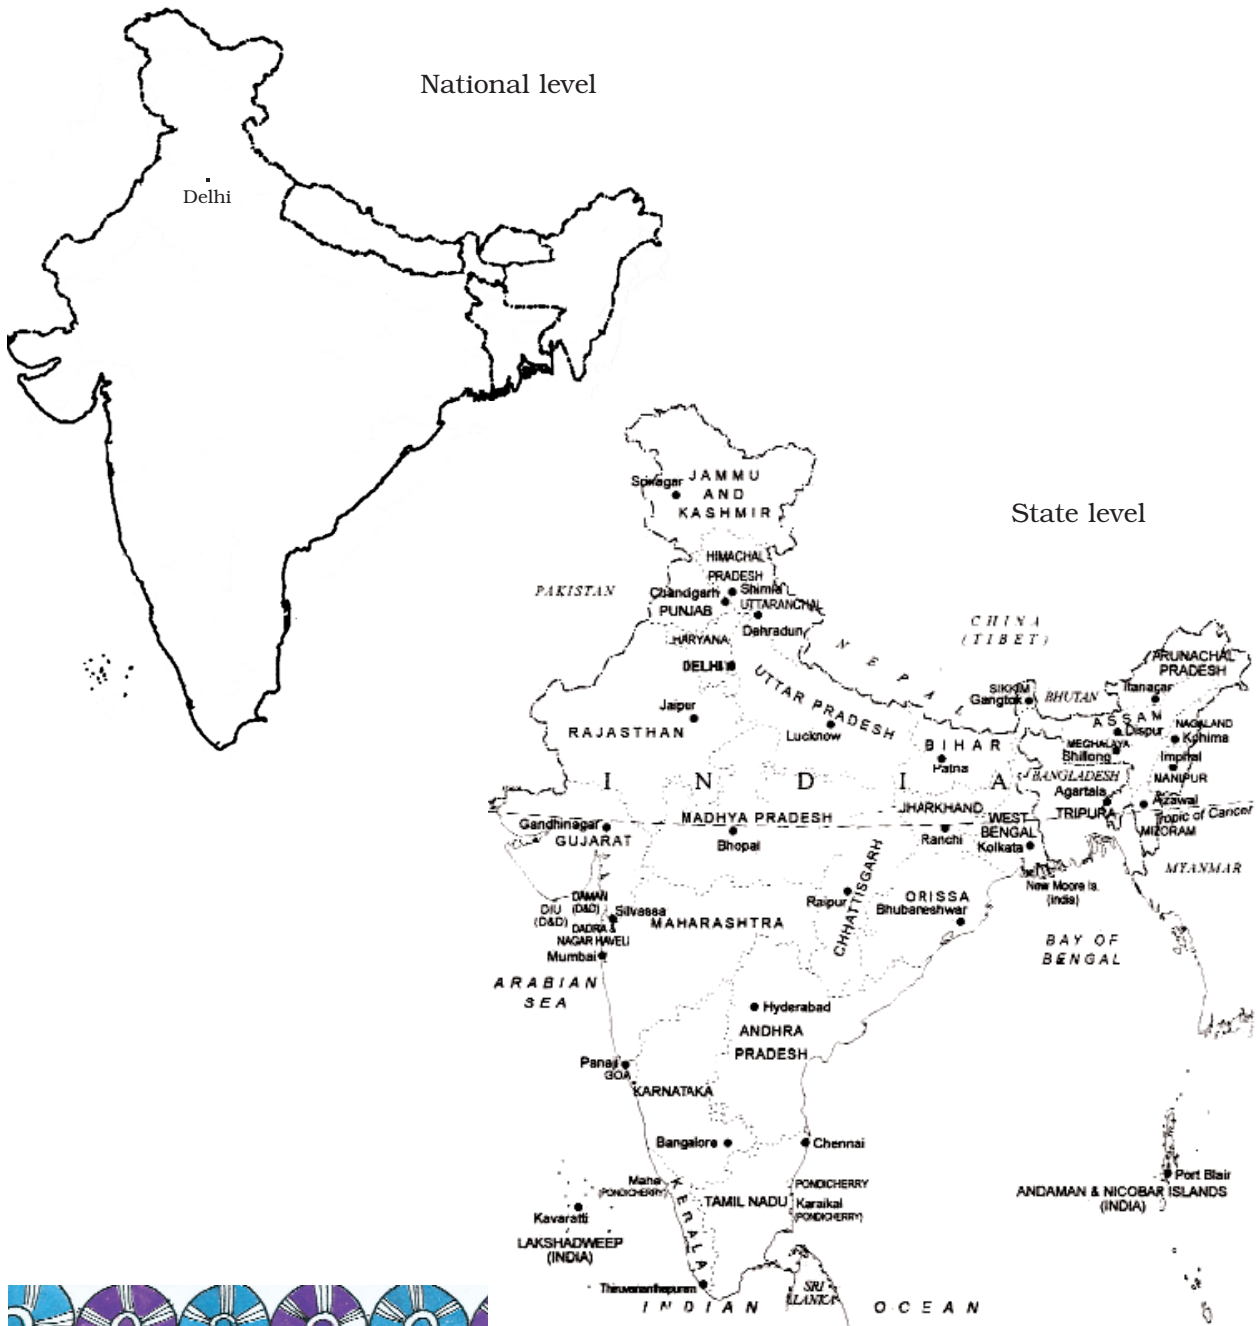 National level
Delhi
State level
Srinagar
JAMMU
AND
KASHMIR
HIMACHAL
PRADESH
PAKISTAN
Chandigarh
Shimla
PUNJAB
UTTARANCHAL
Dehradun
HARYANA
DELHI
CHINA
(TIBET)
NEPAL
ARUNACHAL
PRADESH
SIKKIM
Gangtok
BHUTAN
Itanagar
Jaipur
RAJASTHAN
UTTAR PRADESH
Lucknow
ASSAM
Dispur
NAGALAND
Kohima
MEGHALAYA
Shillong
BIHAR
Patna
Imphal
MANIPUR
INDIA
BANGLADESH
Agartala
TRIPURA
Azawal
Tropic of Cancer
MIZORAM
MADHYA PRADESH
Bhopal
JHARKHAND
Ranchi
WEST
BENGAL
Kolkata
Gandhinagar
GUJARAT
MYANMAR
New Moore Is.
(India)
CHHATTISGARH
Raipur
ORISSA
Bhubaneshwar
DAMAN
(D&D)
DIU
(D&D)
Silvassa
DADRA &
NAGAR HAVELI
MAHARASHTRA
Mumbai
BAY OF
BENGAL
ARABIAN
SEA
Hyderabad
ANDHRA
PRADESH
Panaji
GOA
KARNATAKA
Bangalore
Chennai
Mahe
(PONDICHERRY)
PONDICHERRY
KERALA
TAMIL NADU
Karaikal
(PONDICHERRY)
Port Blair
ANDAMAN & NICOBAR ISLANDS
(INDIA)
Kavaratti
LAKSHADWEEP
(INDIA)
Thiruvananthapuram
SRI
LANKA
INDIAN OCEAN